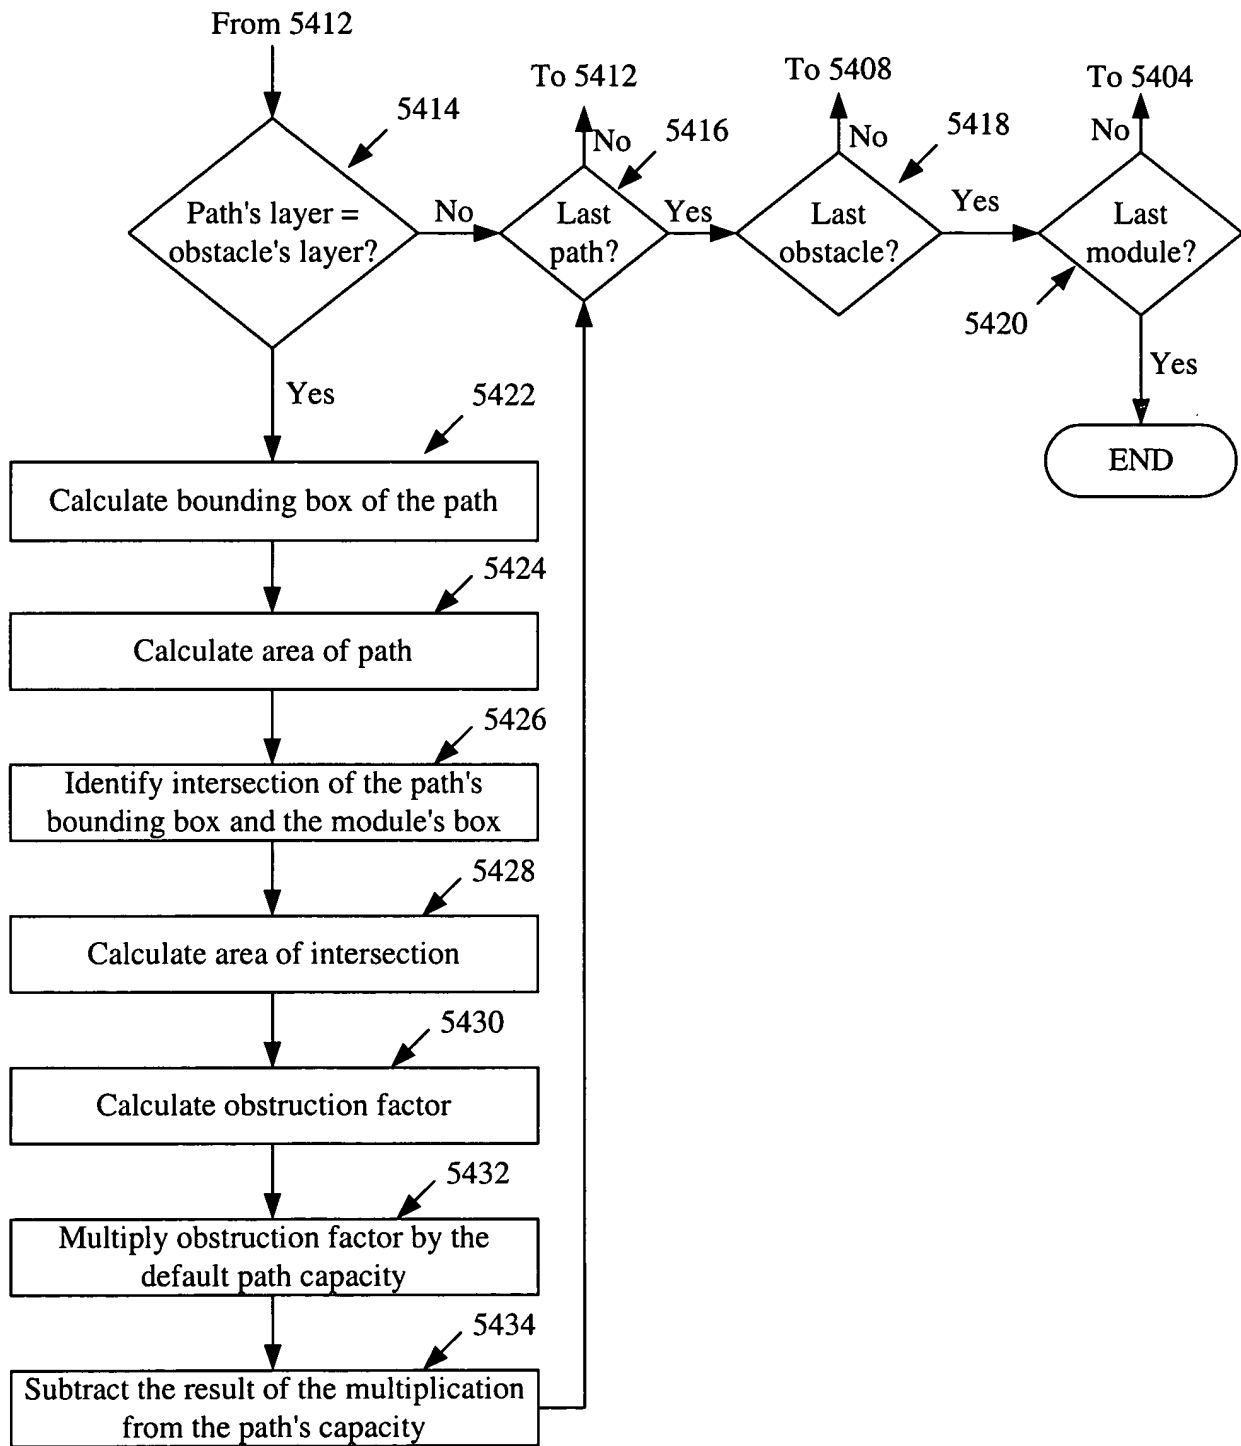 From 5412
To 5412
To 5408
To 5404
5414
No
5416
No
5418
No
Path's layer =
obstacle's layer?
No
Last
path?
Yes
Last
obstacle?
Yes
Last
module?
5420
Yes
Yes
END
5422
Calculate bounding box of the path
5424
Calculate area of path
5426
Identify intersection of the path's
bounding box and the module's box
5428
Calculate area of intersection
5430
Calculate obstruction factor
5432
Multiply obstruction factor by the
default path capacity
5434
Subtract the result of the multiplication
from the path's capacity